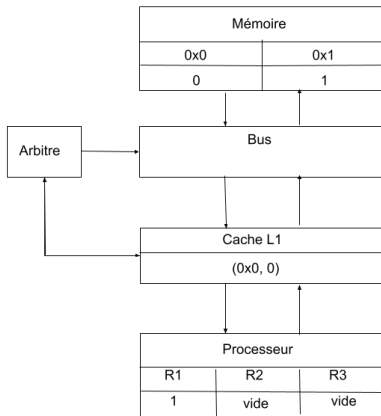 Mémoire
0x0 0x1
0 1
Arbitre
Bus
Cache L1
(0x0, 0)
Processeur
R1 R2 R3
1 vide vide